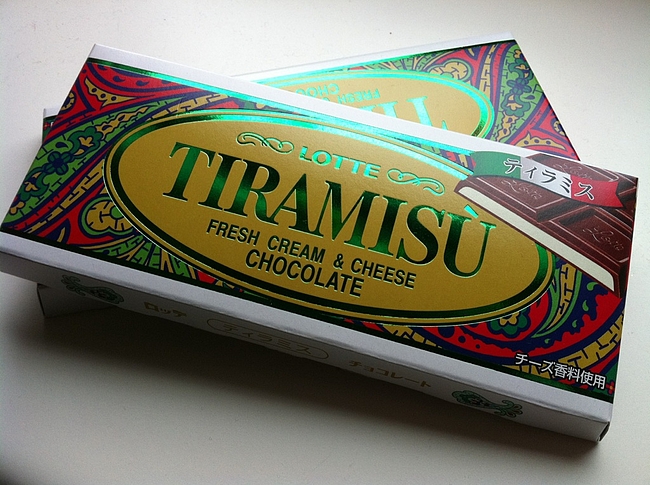 LOTTE
TIRAMISÙ
FRESH CREAM & CHEESE
CHOCOLATE
ティラミス
チーズ香料使用
ロッテ ティラミス チョコレート